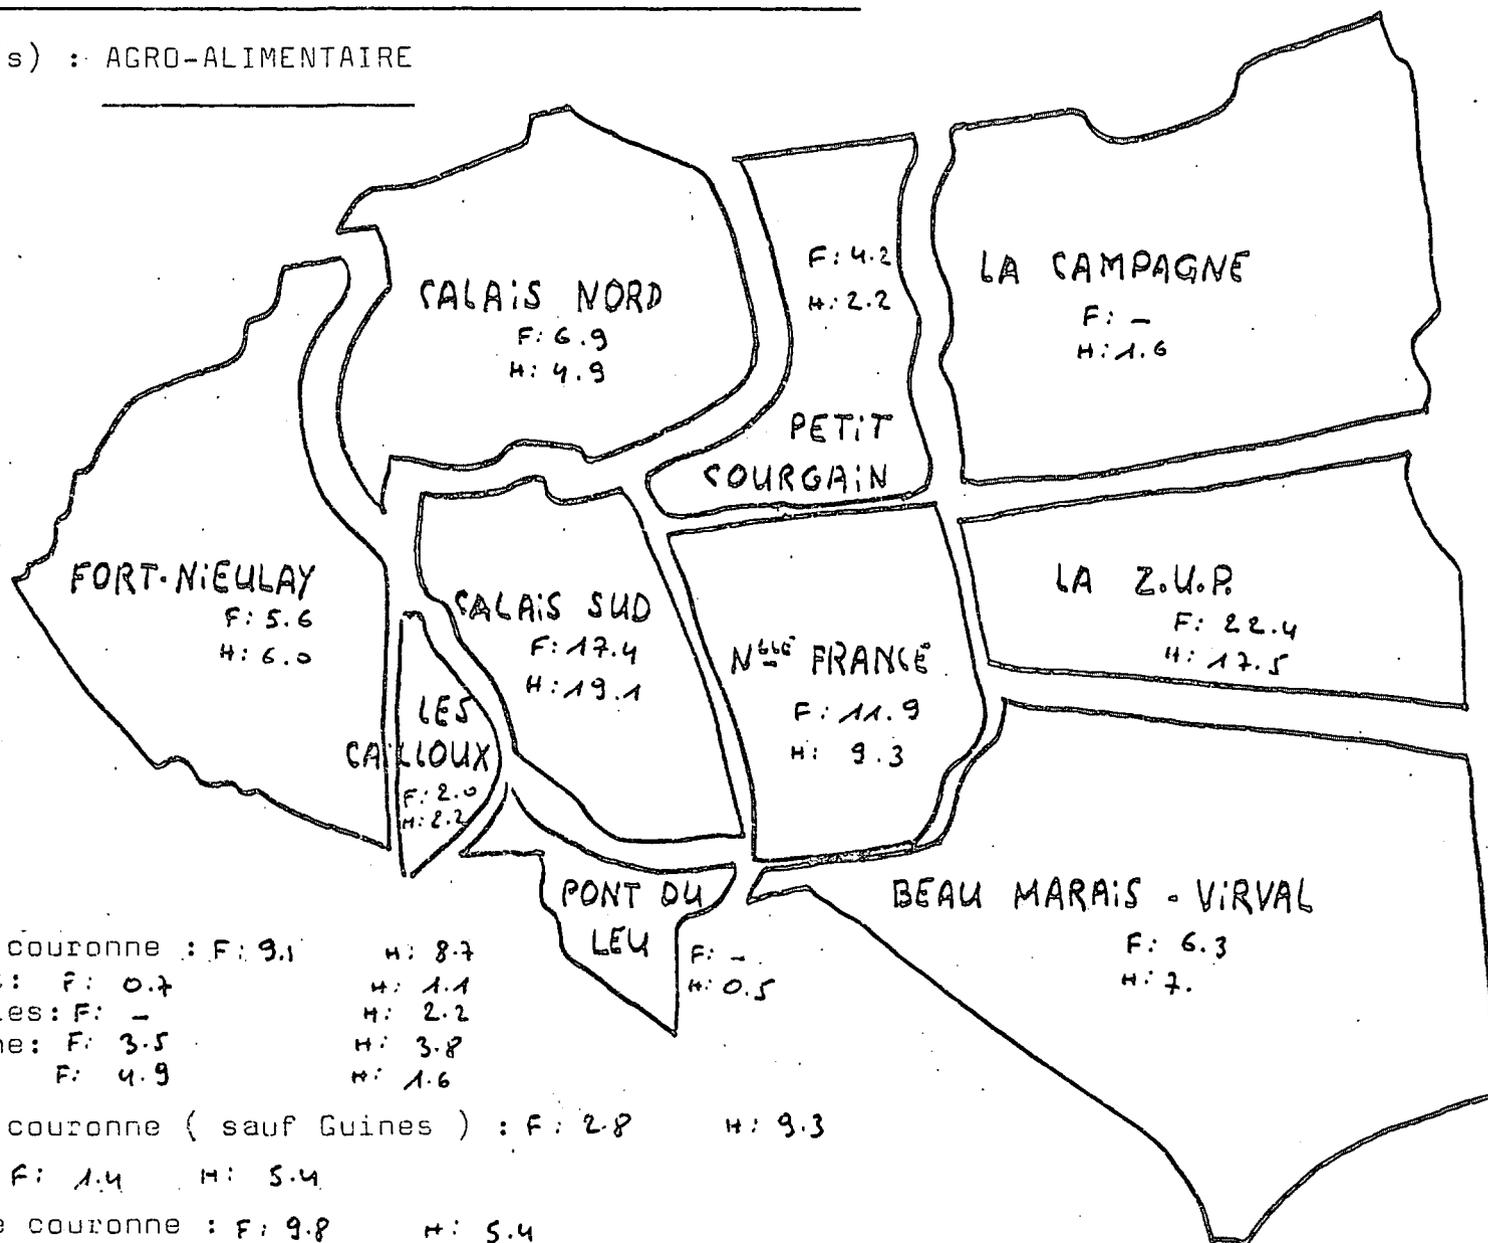 s) : AGRO-ALIMENTAIRE
CALAIS NORD
F: 6.9
H: 4.9
F: 4.2
H: 2.2
PETIT
COURGAIN
LA CAMPAGNE
F: -
H: 1.6
FORT-NIEULAY
F: 5.6
H: 6.0
CALAIS SUD
F: 17.4
H: 19.1
Nlle FRANCE
F: 11.9
H: 9.3
LA Z.U.P.
F: 22.4
H: 17.5
LES
CAILLOUX
F: 2.0
H: 2.2
PONT DU
LEU
F: -
H: 0.5
BEAU MARAIS - VIRVAL
F: 6.3
H: 7.
couronne : F: 9.1 H: 8.7
: F: 0.7 H: 1.1
les: F: - H: 2.2
ne: F: 3.5 H: 3.8
F: 4.9 H: 1.6
couronne ( sauf Guines ) : F: 2.8 H: 9.3
F: 1.4 H: 5.4
e couronne : F: 9.8 H: 5.4